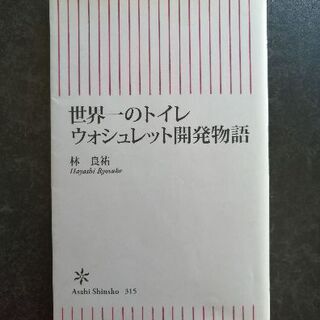 世界一のトイレ
ウォシュレット開発物語
林 良祐
Hayashi Ryosuke
Asahi Shinsho 315